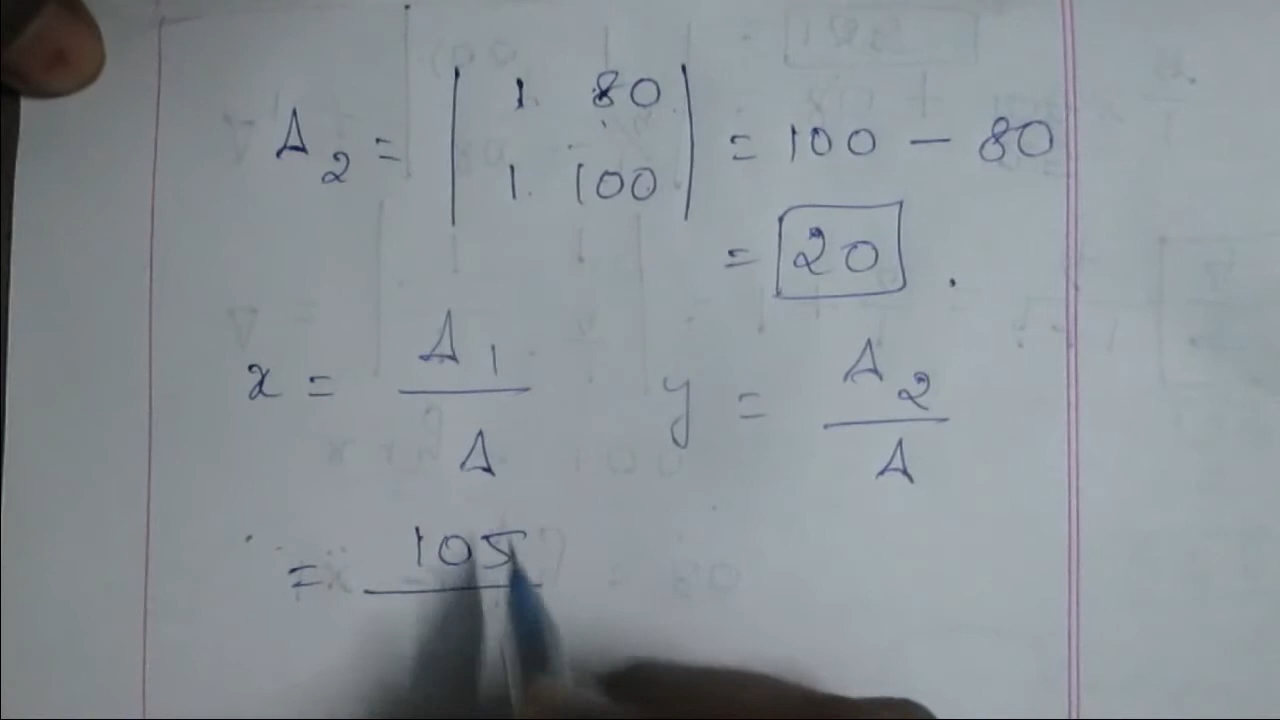 Δ₂ = | 1 80 | = 100 - 80
| 1 100 |
= 20
x = Δ₁ / Δ y = Δ₂ / Δ
= 105